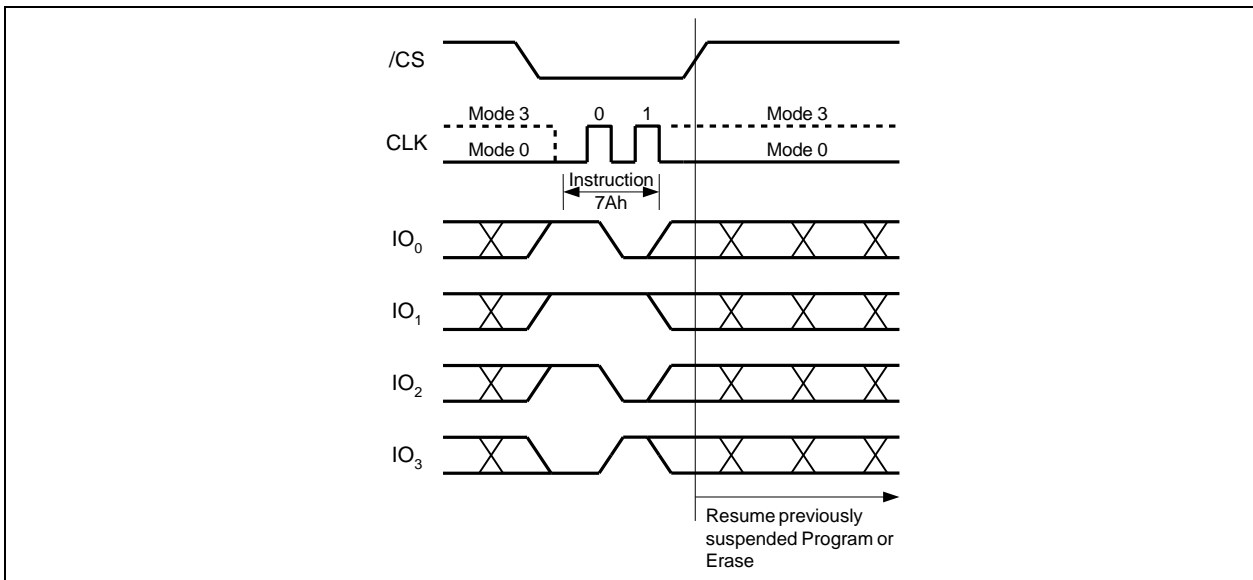 /CS
Mode 3 0 1 Mode 3
CLK
Mode 0 Mode 0
Instruction
7Ah
IO0
IO1
IO2
IO3
Resume previously
suspended Program or
Erase